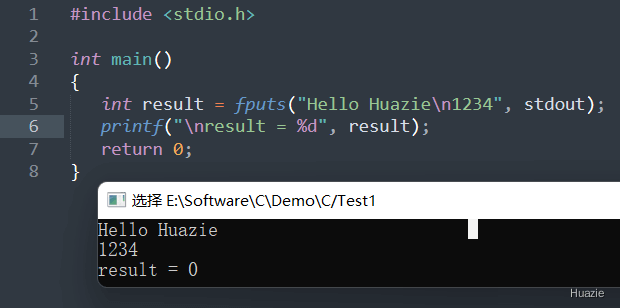 1 #include <stdio.h>
2
3 int main()
4 {
5 int result = fputs("Hello Huazie\n1234", stdout);
6 printf("\nresult = %d", result);
7 return 0;
8 }
选择 E:\Software\C\Demo\C/Test1
Hello Huazie
1234
result = 0
Huazie